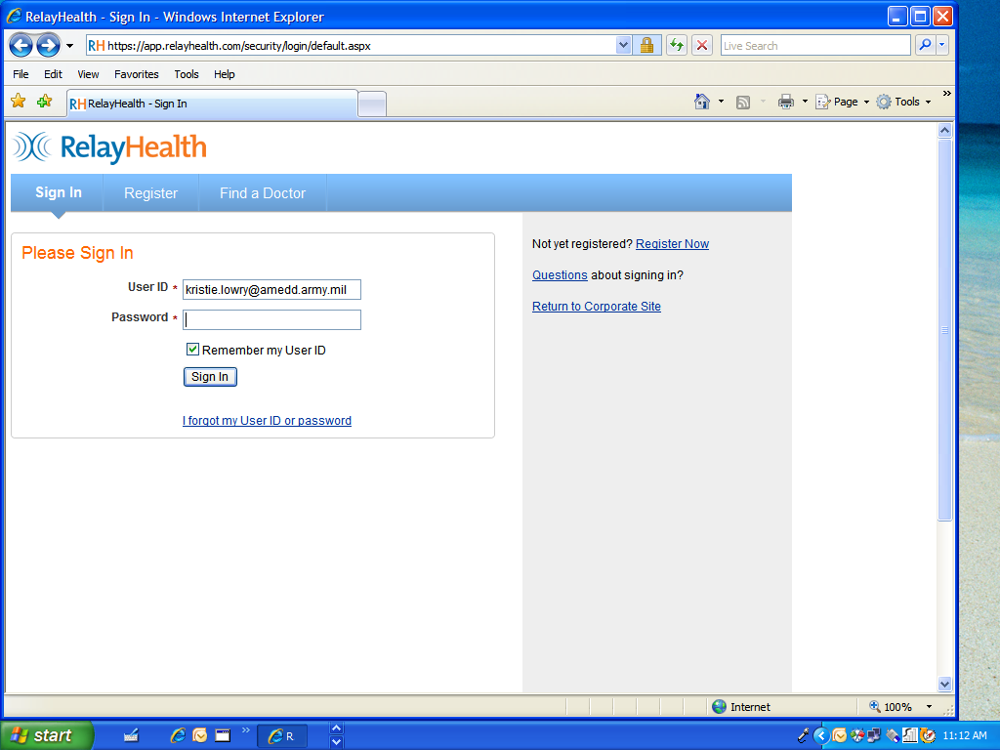 RelayHealth - Sign In - Windows Internet Explorer
RH https://app.relayhealth.com/security/login/default.aspx
Live Search
File Edit View Favorites Tools Help
RH RelayHealth - Sign In
Page Tools »
RelayHealth
Sign In Register Find a Doctor
Please Sign In
User ID * kristie.lowry@amedd.army.mil
Password *
Remember my User ID
Sign In
I forgot my User ID or password
Not yet registered? Register Now
Questions about signing in?
Return to Corporate Site
Internet 100%
start » R 11:12 AM